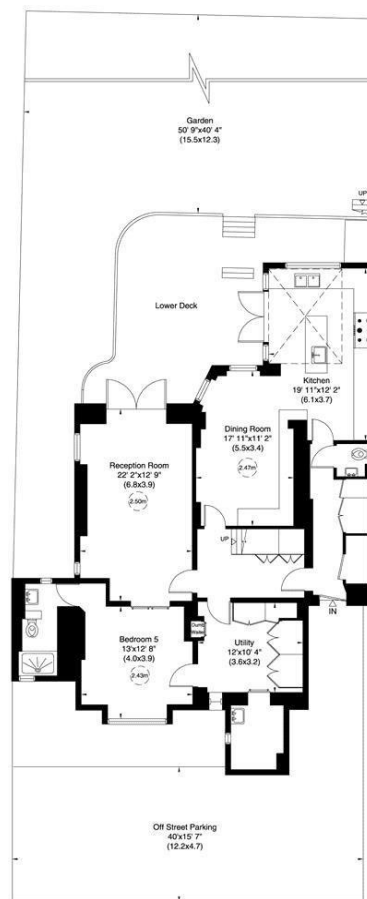 Garden
50' 9"x40' 4"
(15.5x12.3)
UP
Lower Deck
Kitchen
19' 11"x12' 2"
(6.1x3.7)
Dining Room
17' 11"x11' 2"
(5.5x3.4)
2.47m
Reception Room
22' 2"x12' 9"
(6.8x3.9)
2.50m
UP
IN
Dumb
Waiter
Utility
12'x10' 4"
(3.6x3.2)
Bedroom 5
13'x12' 8"
(4.0x3.9)
2.43m
Off Street Parking
40'x15' 7"
(12.2x4.7)